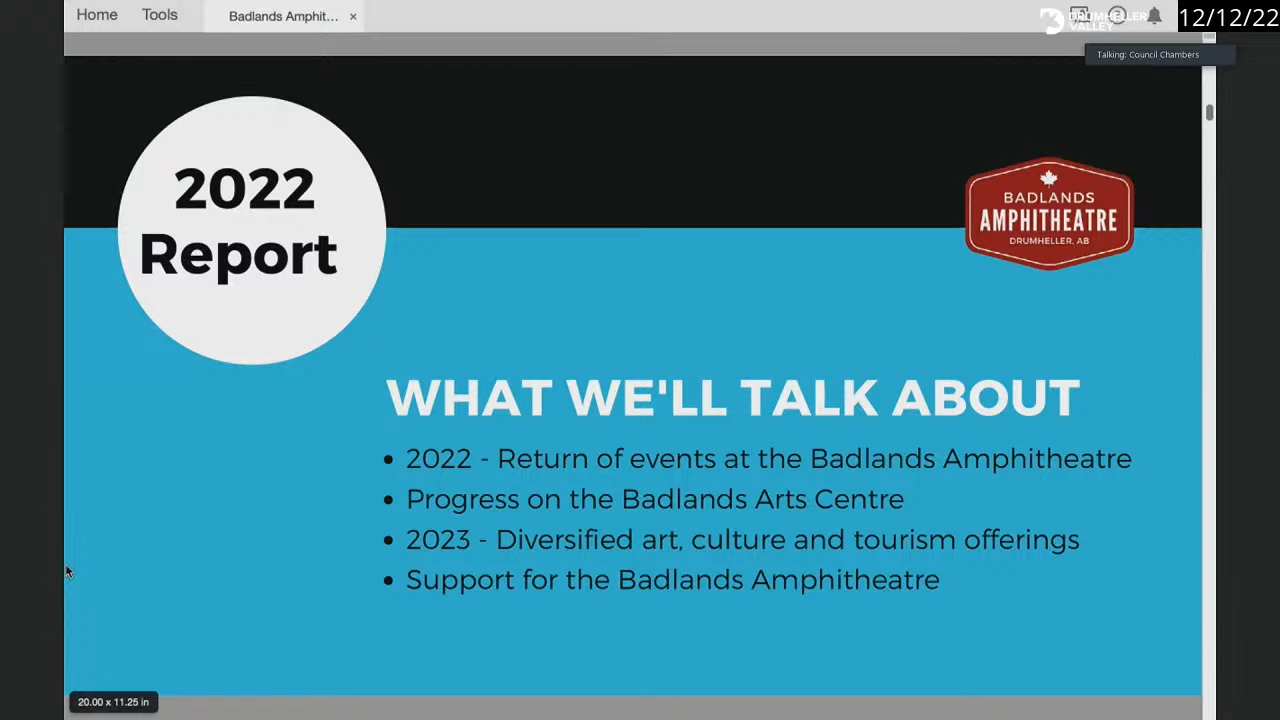 Home Tools Badlands Amphit... ×
DRUMHELLER
VALLEY
12/12/22
Talking: Council Chambers
2022
Report
BADLANDS
AMPHITHEATRE
DRUMHELLER, AB
WHAT WE'LL TALK ABOUT
• 2022 - Return of events at the Badlands Amphitheatre
• Progress on the Badlands Arts Centre
• 2023 - Diversified art, culture and tourism offerings
• Support for the Badlands Amphitheatre
20.00 x 11.25 in